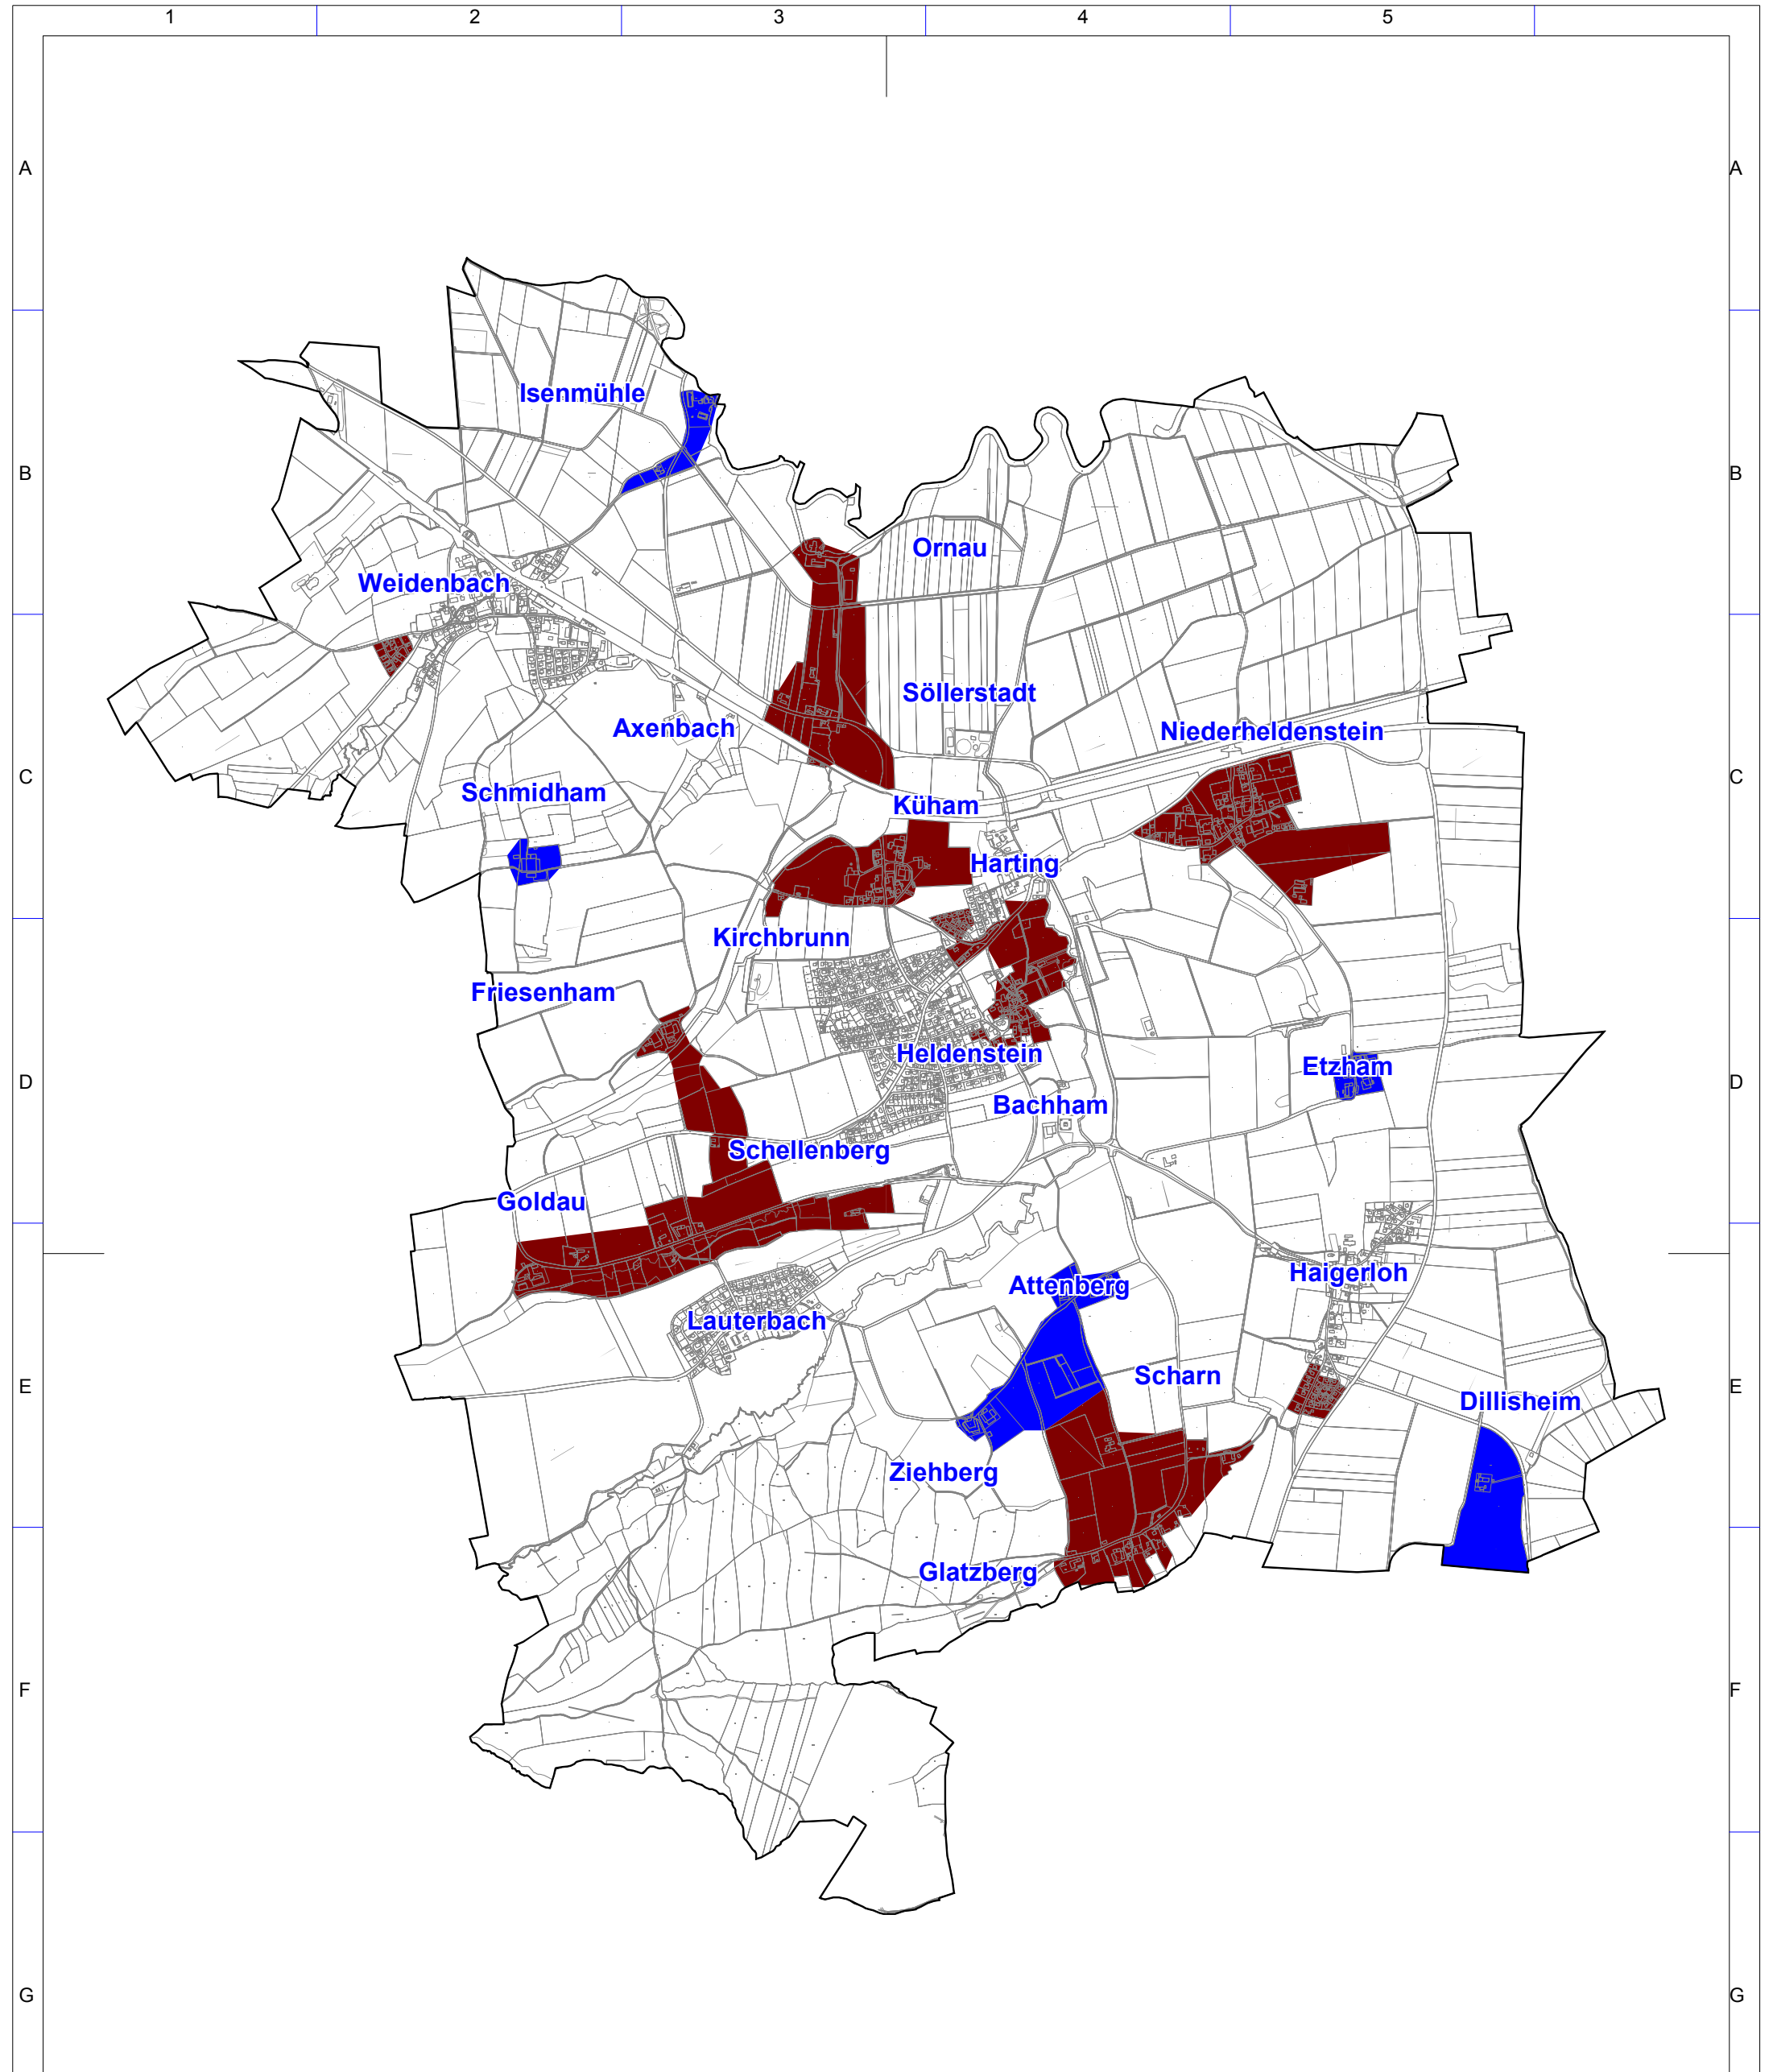 1 2 3 4 5
A A
Isenmühle
B B
Ornau
Weidenbach
Söllerstadt
Axenbach
Niederheldenstein
C C
Schmidham
Küham
Harting
Kirchbrunn
Friesenham
Heldenstein
Etzham
D D
Bachham
Schellenberg
Goldau
Haigerloh
Attenberg
Lauterbach
Scharn
E E
Dillisheim
Ziehberg
Glatzberg
F F
G G